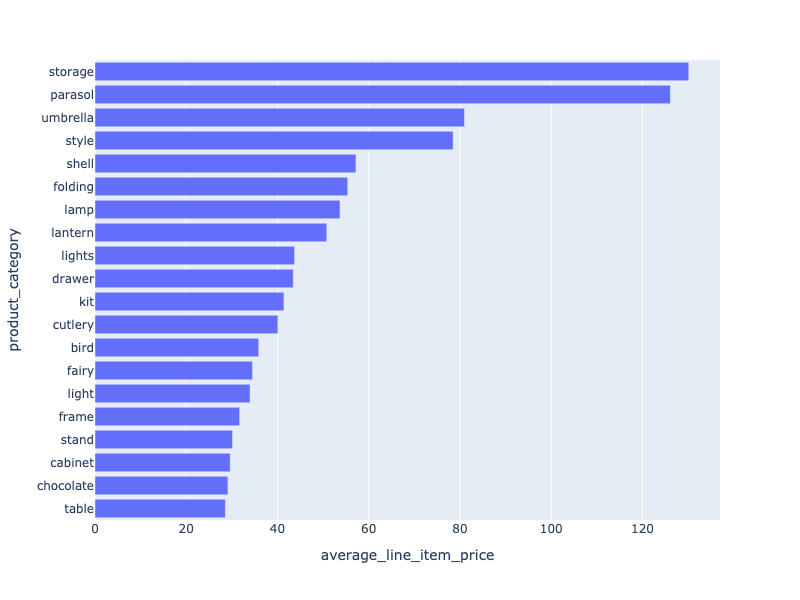 storage
parasol
umbrella
style
shell
folding
lamp
lantern
lights
drawer
kit
cutlery
bird
fairy
light
frame
stand
cabinet
chocolate
table
product_category
0 20 40 60 80 100 120
average_line_item_price